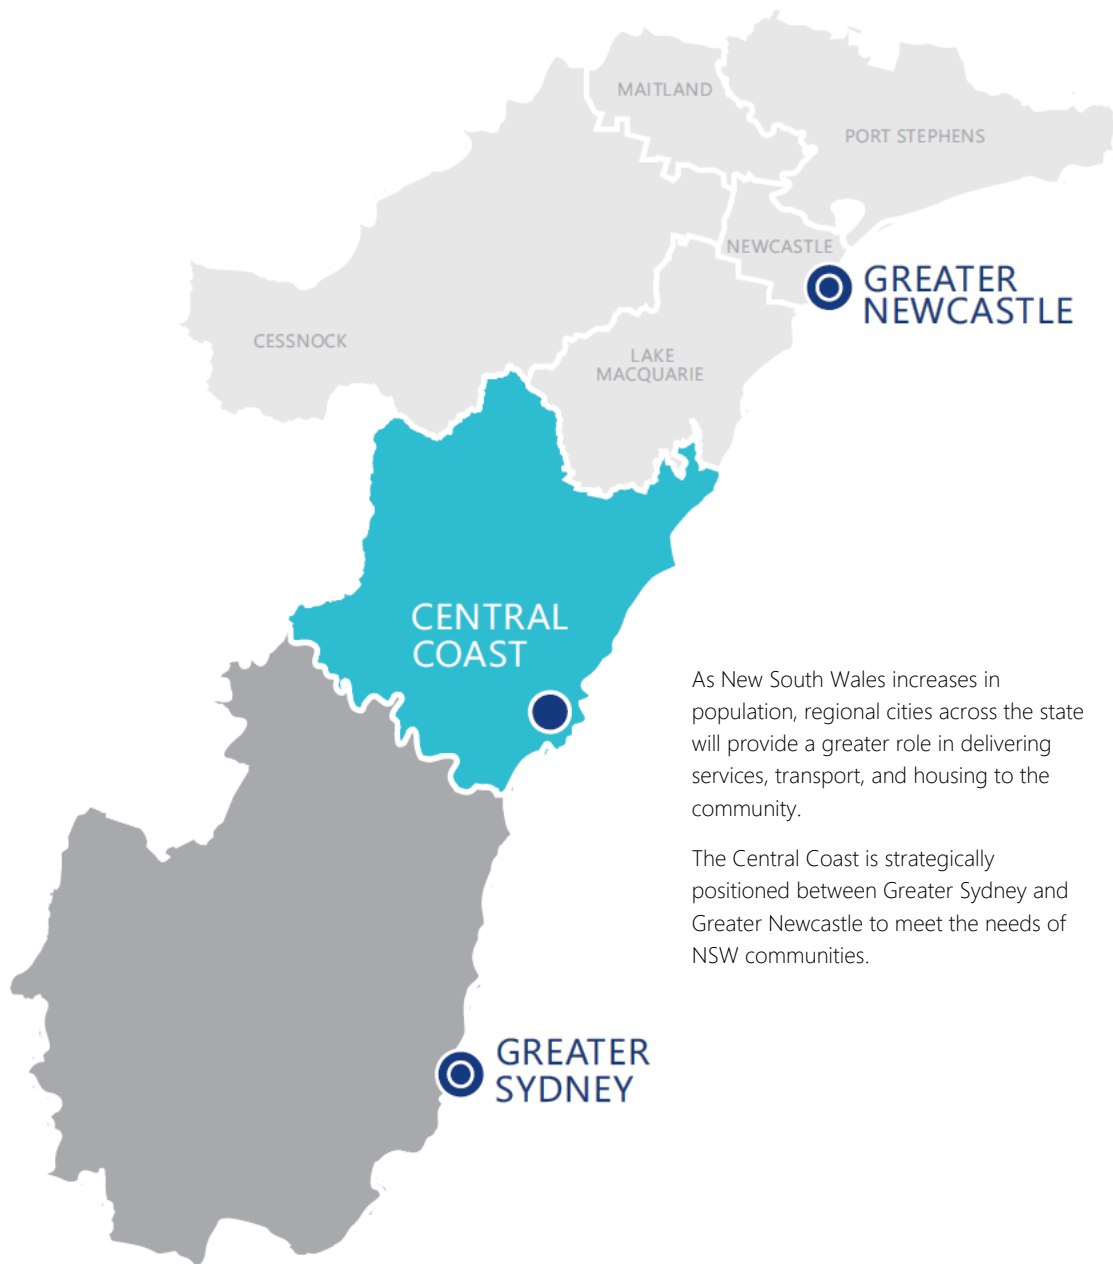 MAITLAND
PORT STEPHENS
NEWCASTLE
GREATER
NEWCASTLE
CESSNOCK
LAKE
MACQUARIE
CENTRAL
COAST
As New South Wales increases in
population, regional cities across the state
will provide a greater role in delivering
services, transport, and housing to the
community.
The Central Coast is strategically
positioned between Greater Sydney and
Greater Newcastle to meet the needs of
NSW communities.
GREATER
SYDNEY